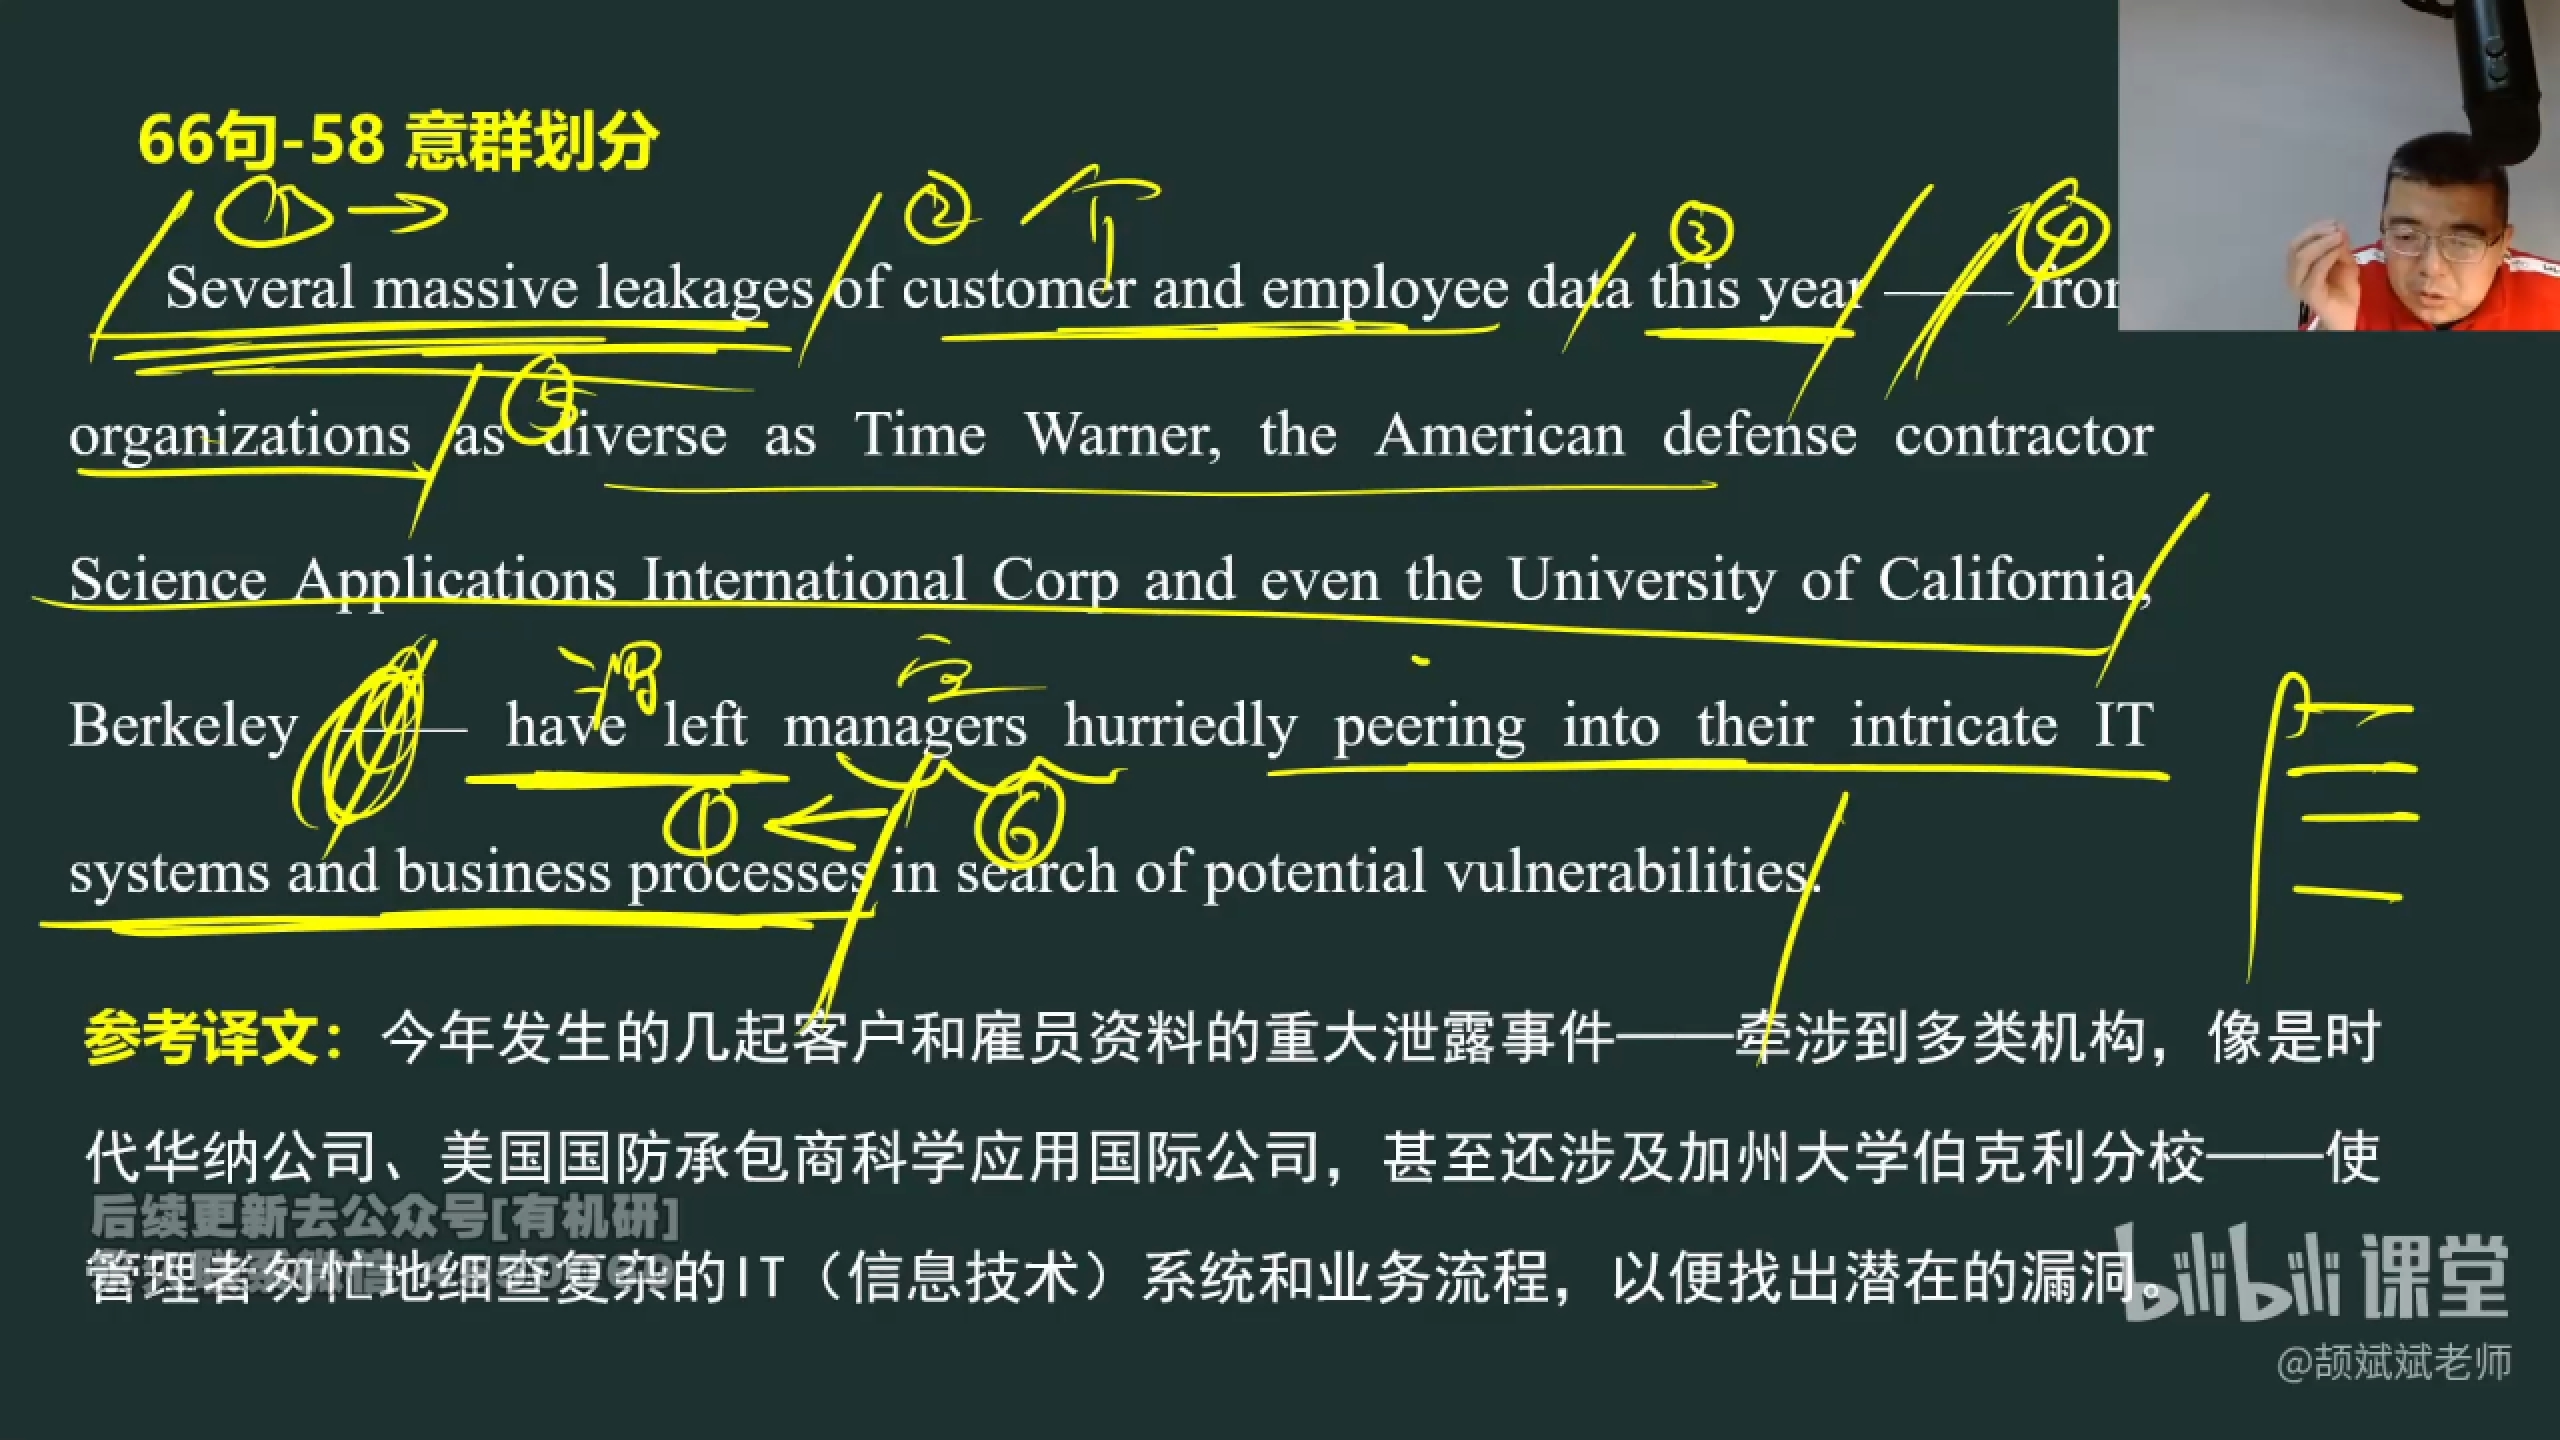 66句-58 意群划分
① ② 个 ③ ④
Several massive leakages of customer and employee data this year —— from
⑤
organizations as diverse as Time Warner, the American defense contractor
Science Applications International Corp and even the University of California,
谓 宾
Berkeley —— have left managers hurriedly peering into their intricate IT
① ⑥
systems and business processes in search of potential vulnerabilities.
参考译文：今年发生的几起客户和雇员资料的重大泄露事件——牵涉到多类机构，像是时
代华纳公司、美国国防承包商科学应用国际公司，甚至还涉及加州大学伯克利分校——使
后续更新去公众号[有机研]
管理者匆忙地细查复杂的IT（信息技术）系统和业务流程，以便找出潜在的漏洞。
bilibili 课堂
@颉斌斌老师